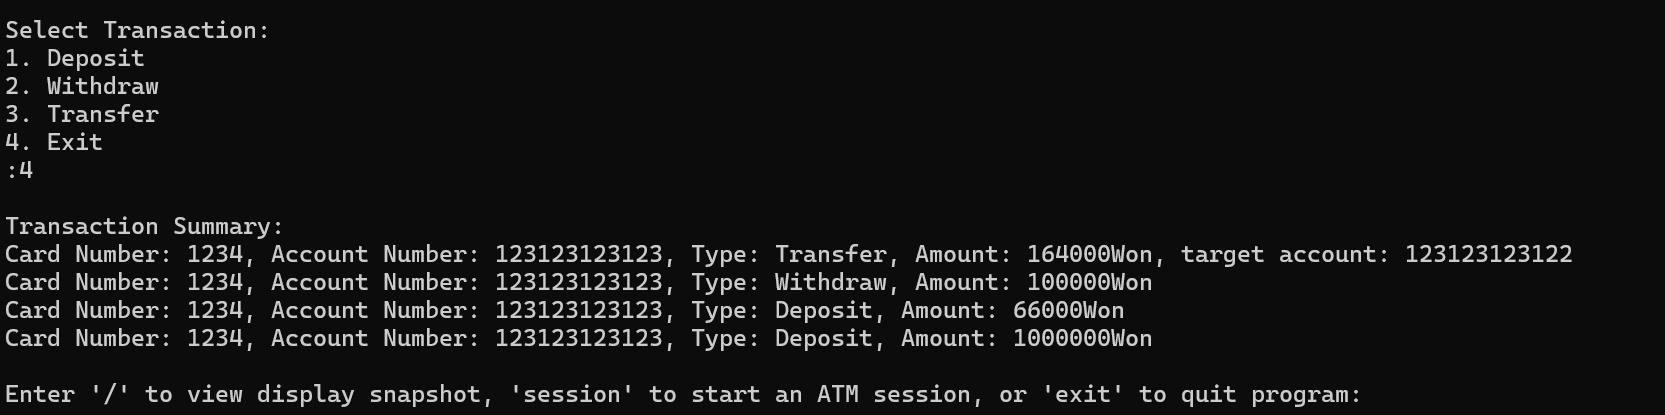 Select Transaction:
1. Deposit
2. Withdraw
3. Transfer
4. Exit
:4
Transaction Summary:
Card Number: 1234, Account Number: 123123123123, Type: Transfer, Amount: 164000Won, target account: 123123123122
Card Number: 1234, Account Number: 123123123123, Type: Withdraw, Amount: 100000Won
Card Number: 1234, Account Number: 123123123123, Type: Deposit, Amount: 66000Won
Card Number: 1234, Account Number: 123123123123, Type: Deposit, Amount: 1000000Won
Enter '/' to view display snapshot, 'session' to start an ATM session, or 'exit' to quit program: